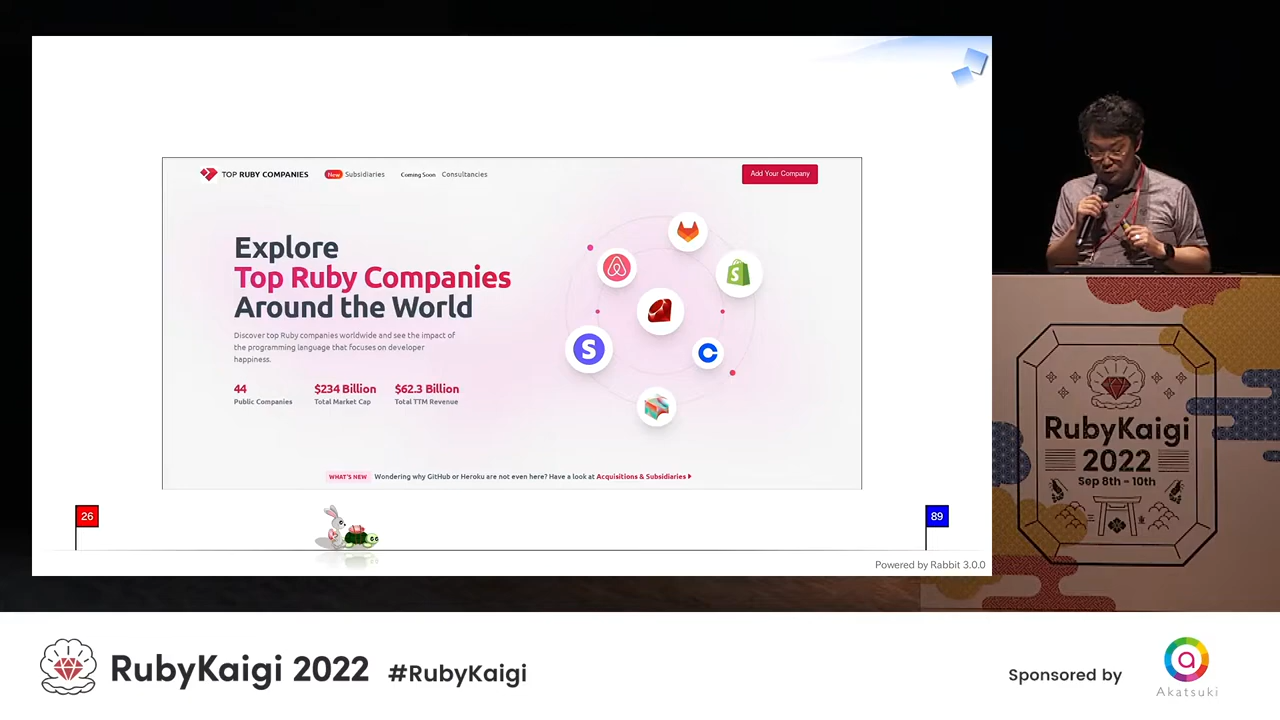 TOP RUBY COMPANIES
New Subsidiaries
Coming Soon Consultancies
Add Your Company
Explore
Top Ruby Companies
Around the World
Discover top Ruby companies worldwide and see the impact of
the programming language that focuses on developer
happiness.
44
Public Companies
$234 Billion
Total Market Cap
$62.3 Billion
Total TTM Revenue
S
S
C
WHAT'S NEW Wondering why GitHub or Heroku are not even here? Have a look at Acquisitions & Subsidiaries
26
89
Powered by Rabbit 3.0.0
RubyKaigi
2022
Sep 8th - 10th
RubyKaigi 2022 #RubyKaigi
Sponsored by
a
Akatsuki